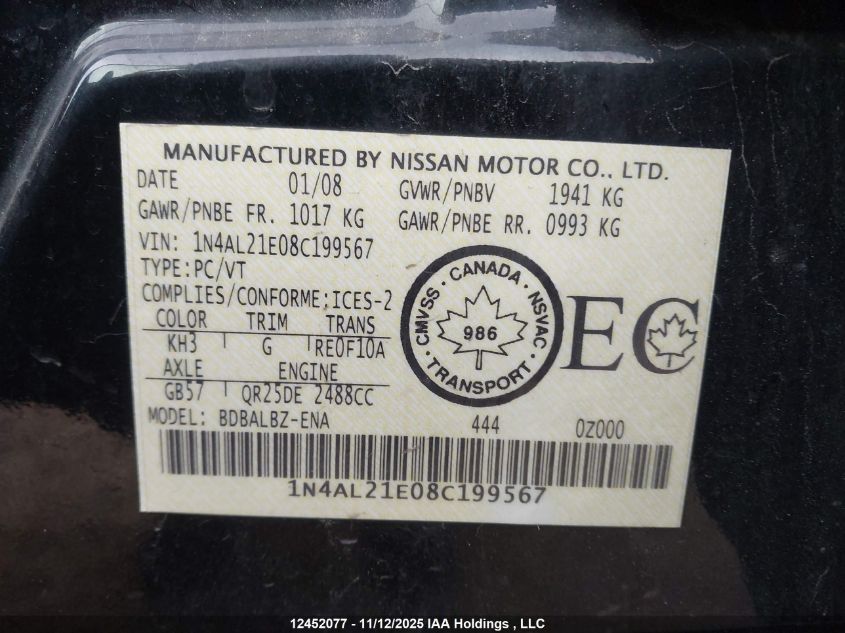 MANUFACTURED BY NISSAN MOTOR CO., LTD.
DATE 01/08 GVWR/PNBV 1941 KG
GAWR/PNBE FR. 1017 KG GAWR/PNBE RR. 0993 KG
VIN: 1N4AL21E08C199567
TYPE:PC/VT
COMPLIES/CONFORME:ICES-2
COLOR TRIM TRANS
KH3 G RE0F10A
AXLE ENGINE
GB57 QR25DE 2488CC
MODEL: BDBALBZ-ENA 444 0Z000
CMVSS · CANADA · NSVAC · TRANSPORT ·
986
EC
1N4AL21E08C199567
12452077 - 11/12/2025 IAA Holdings , LLC